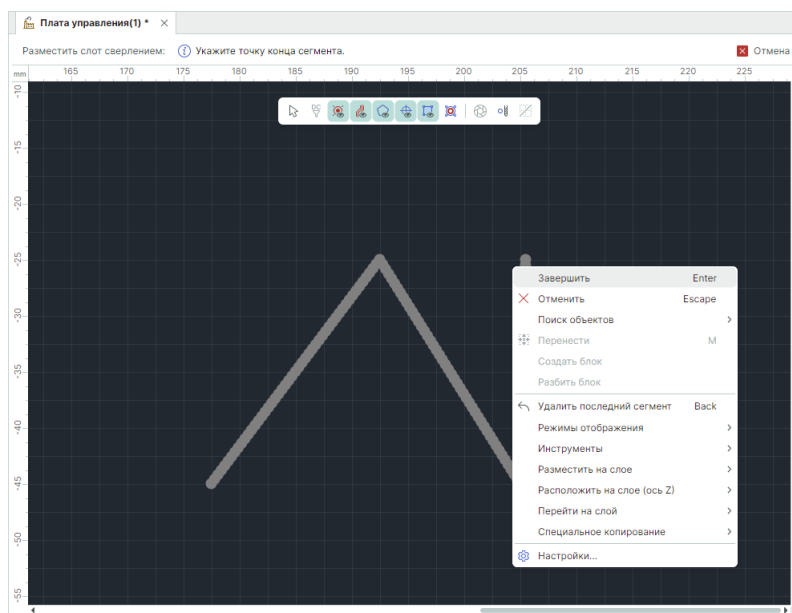 Плата управления(1) *
Разместить слот сверлением: Укажите точку конца сегмента. Отмена
mm 165 170 175 180 185 190 195 200 205 210 215 220 225
-10
-15
-20
-25
-30
-35
-40
-45
-50
-55
Завершить Enter
Отменить Escape
Поиск объектов
Перенести M
Создать блок
Разбить блок
Удалить последний сегмент Back
Режимы отображения
Инструменты
Разместить на слое
Расположить на слое (ось Z)
Перейти на слой
Специальное копирование
Настройки...